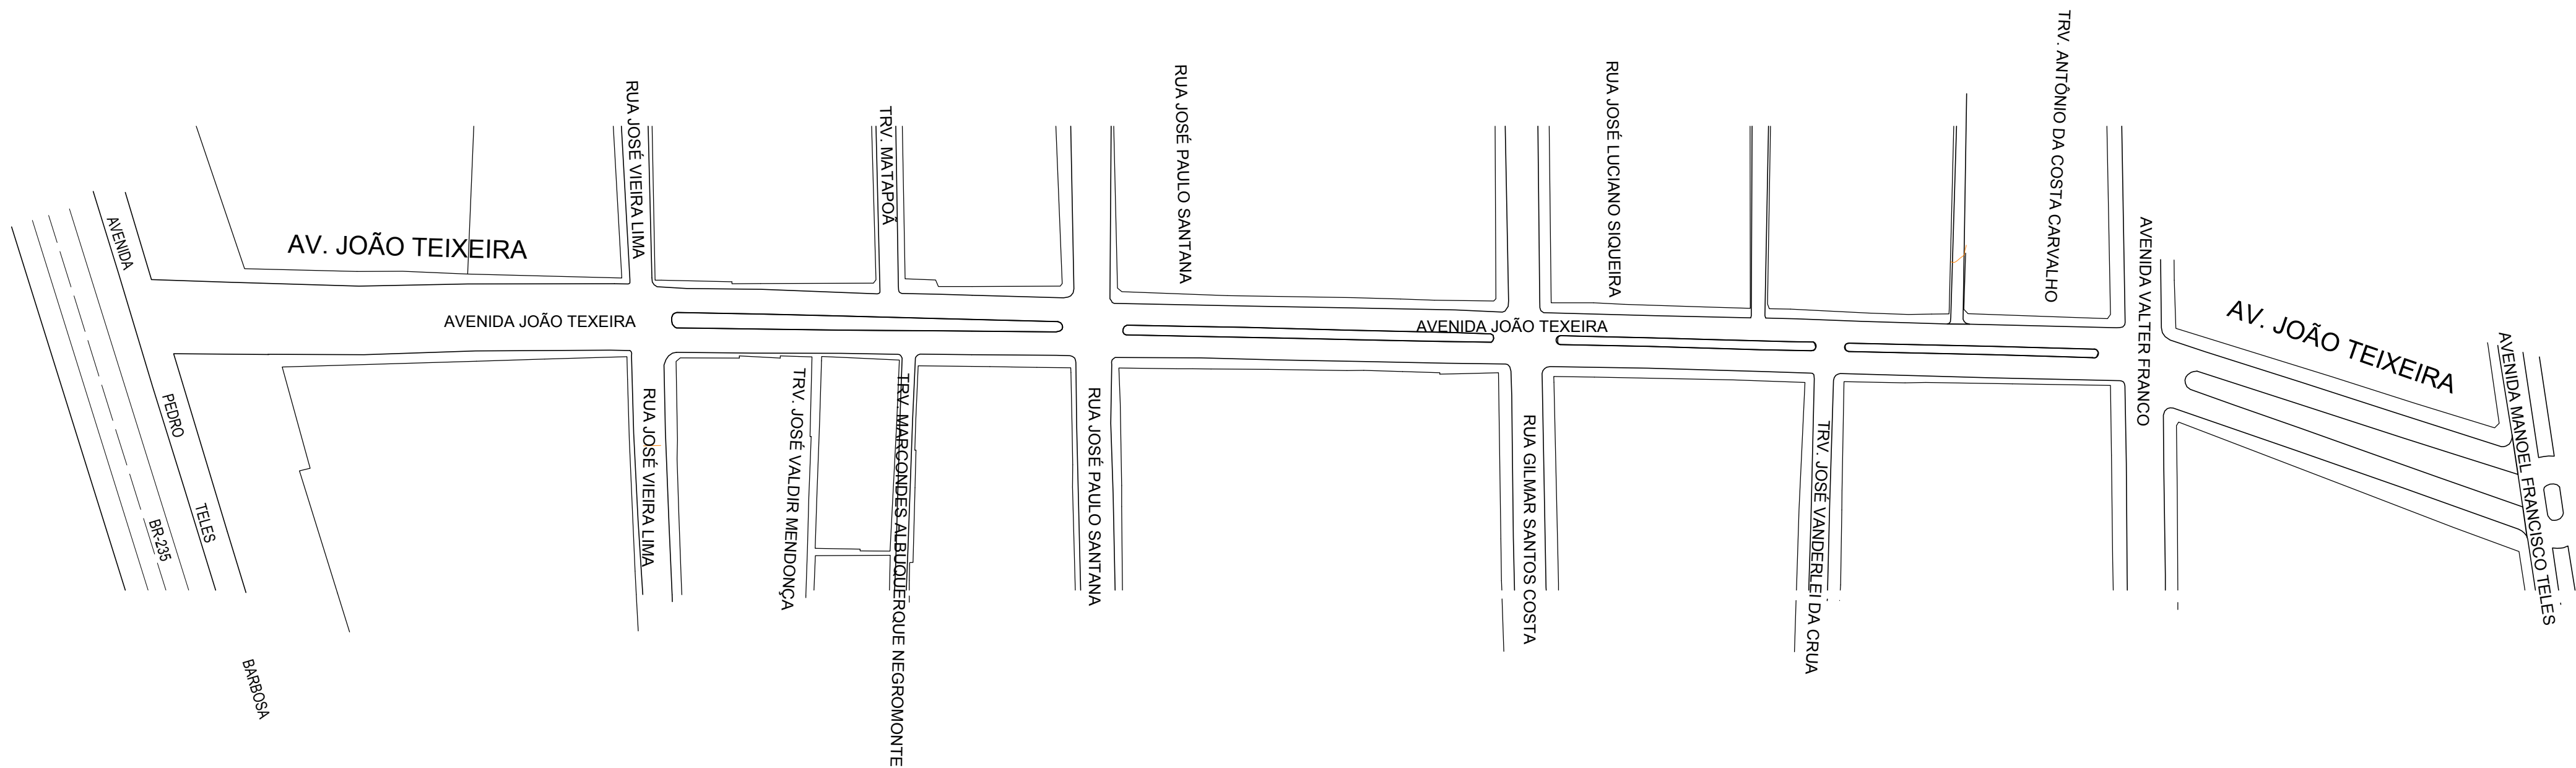 AVENIDA
PEDRO
TELES
BARBOSA
BR-235
AV. JOÃO TEIXEIRA
AVENIDA JOÃO TEXEIRA
RUA JOSÉ VIEIRA LIMA
RUA JOSÉ VIEIRA LIMA
TRV. JOSÉ VALDIR MENDONÇA
TRV. MATAPOÃ
TRV. MARCONDES ALBUQUERQUE NEGROMONTE
RUA JOSÉ PAULO SANTANA
RUA JOSÉ PAULO SANTANA
AVENIDA JOÃO TEXEIRA
RUA GILMAR SANTOS COSTA
RUA JOSÉ LUCIANO SIQUEIRA
TRV. JOSÉ VANDERLEI DA CRUA
TRV. ANTÔNIO DA COSTA CARVALHO
AVENIDA VALTER FRANCO
AV. JOÃO TEIXEIRA
AVENIDA MANOEL FRANCISCO TELES